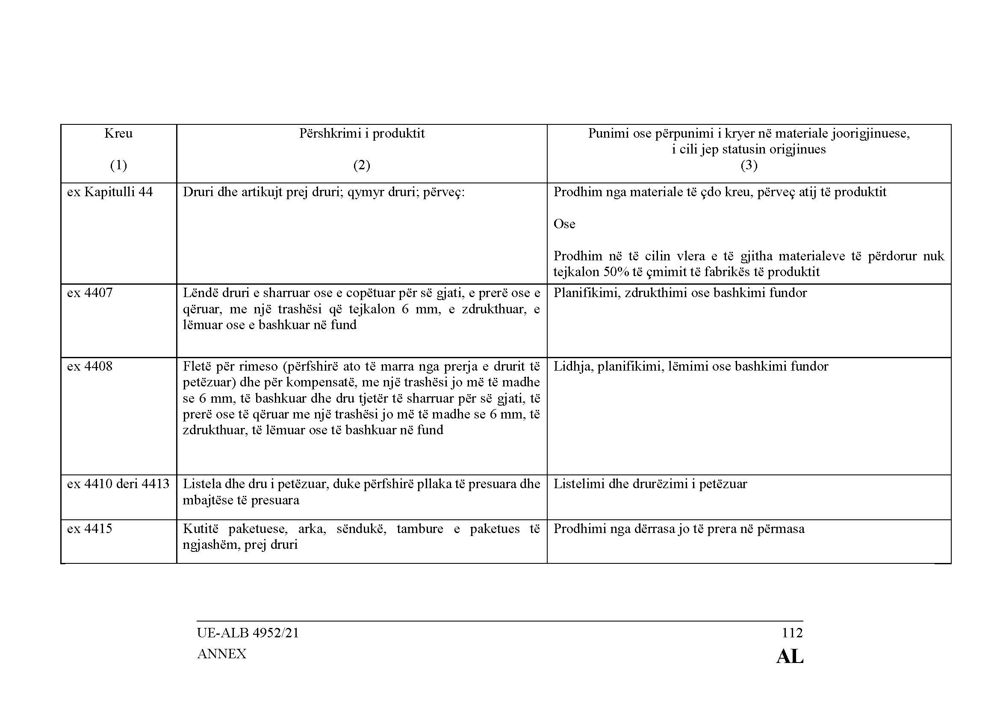 Kreu
(1)
Përshkrimi i produktit
(2)
Punimi ose përpunimi i kryer në materiale joorigjinuese,
i cili jep statusin origjinues
(3)
ex Kapitulli 44
Druri dhe artikujt prej druri; qymyr druri; përveç:
Prodhim nga materiale të çdo kreu, përveç atij të produktit
Ose
Prodhim në të cilin vlera e të gjitha materialeve të përdorur nuk
tejkalon 50% të çmimit të fabrikës të produktit
ex 4407
Lëndë druri e sharruar ose e copëtuar për së gjati, e prerë ose e
qëruar, me një trashësi që tejkalon 6 mm, e zdrukthuar, e
lëmuar ose e bashkuar në fund
Planifikimi, zdrukthimi ose bashkimi fundor
ex 4408
Fletë për rimeso (përfshirë ato të marra nga prerja e drurit të
petëzuar) dhe për kompensatë, me një trashësi jo më të madhe
se 6 mm, të bashkuar dhe dru tjetër të sharruar për së gjati, të
prerë ose të qëruar me një trashësi jo më të madhe se 6 mm, të
zdrukthuar, të lëmuar ose të bashkuar në fund
Lidhja, planifikimi, lëmimi ose bashkimi fundor
ex 4410 deri 4413
Listela dhe dru i petëzuar, duke përfshirë pllaka të presuara dhe
mbajtëse të presuara
Listelimi dhe drurëzimi i petëzuar
ex 4415
Kutitë paketuese, arka, sëndukë, tambure e paketues të
ngjashëm, prej druri
Prodhimi nga dërrasa jo të prera në përmasa
UE-ALB 4952/21
112
ANNEX
AL